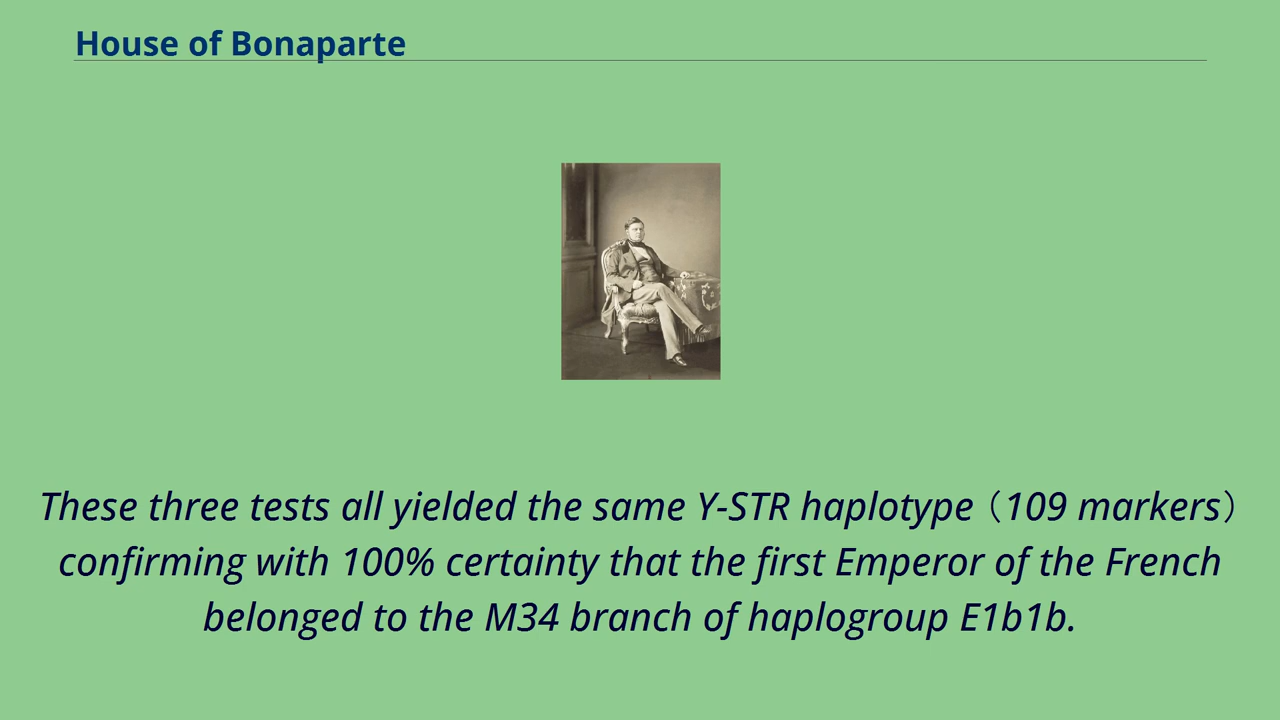 House of Bonaparte
These three tests all yielded the same Y-STR haplotype（109 markers）
confirming with 100% certainty that the first Emperor of the French
belonged to the M34 branch of haplogroup E1b1b.